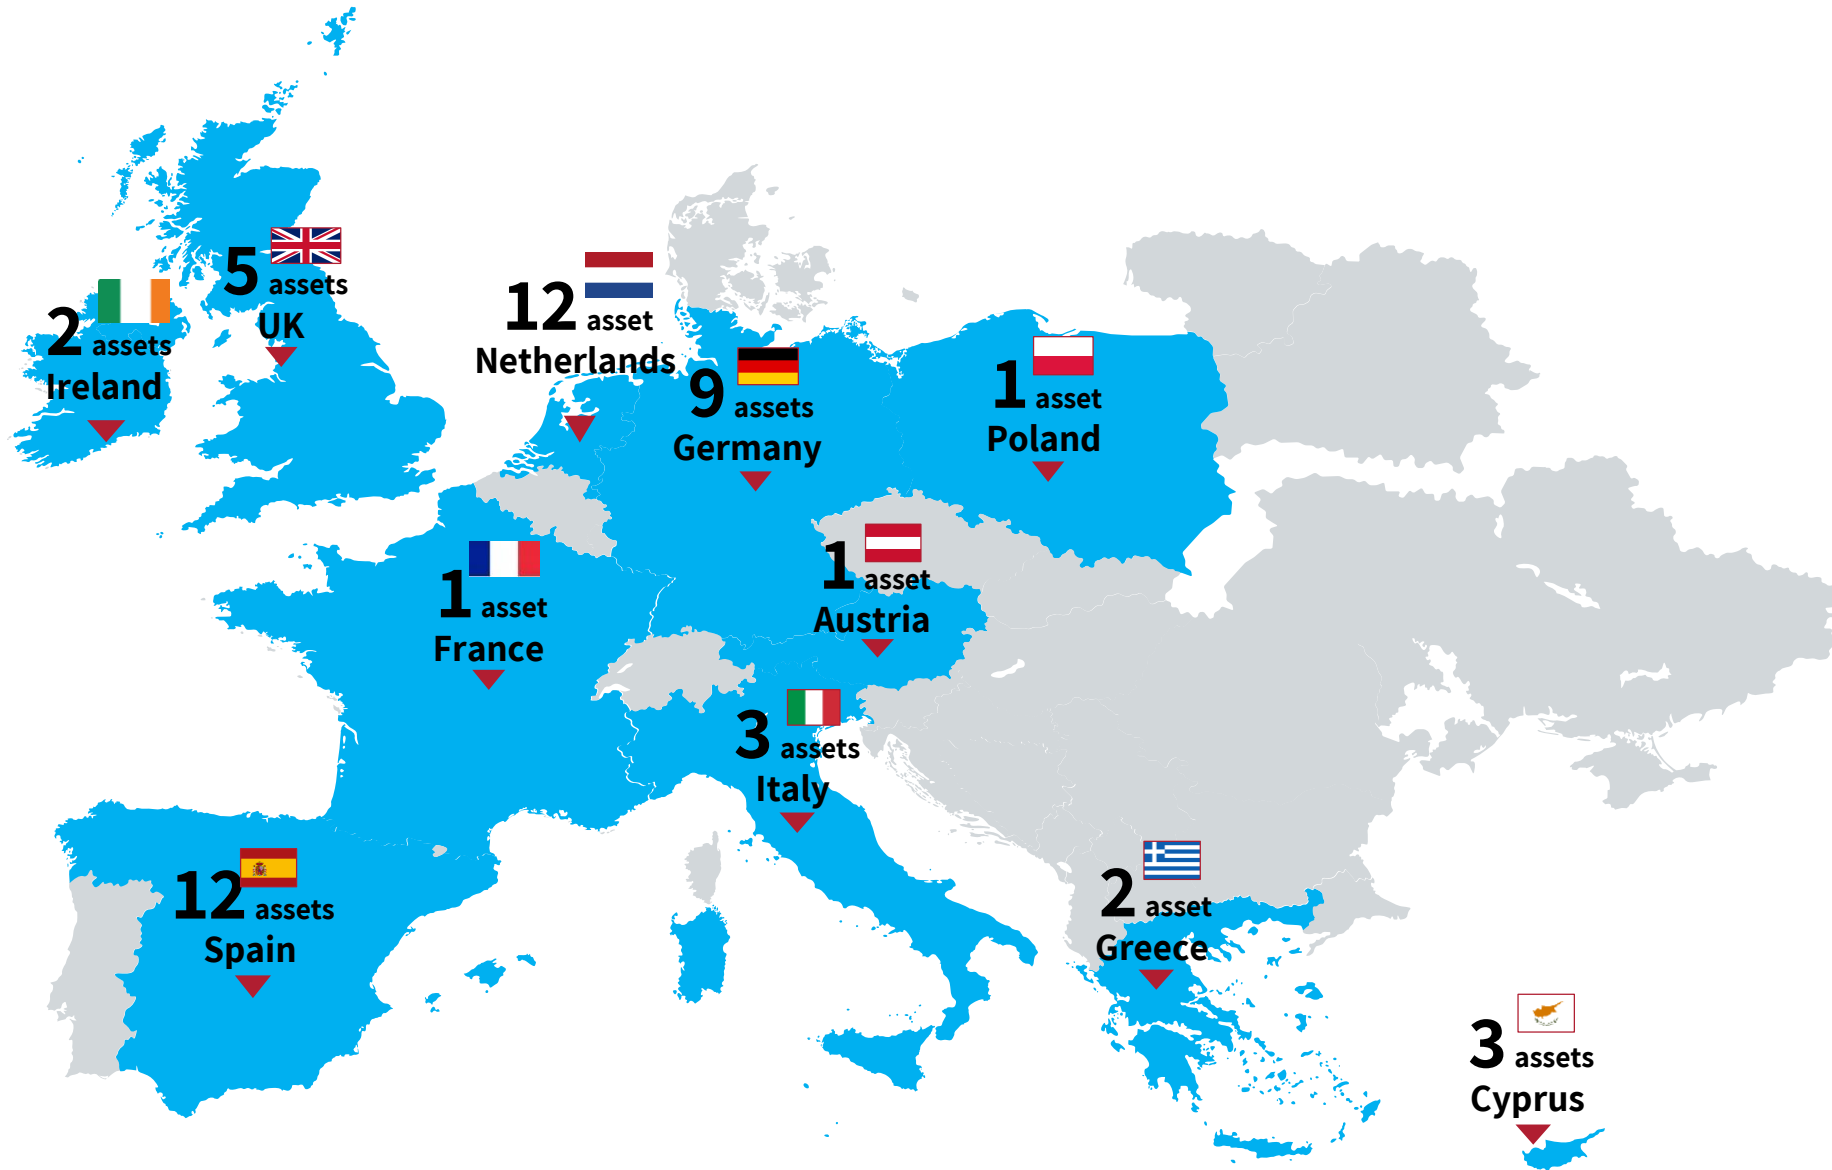 5 assets
UK
2 assets
Ireland
12 asset
Netherlands
9 assets
Germany
1 asset
Poland
1 asset
France
1 asset
Austria
3 assets
Italy
12 assets
Spain
2 asset
Greece
3 assets
Cyprus